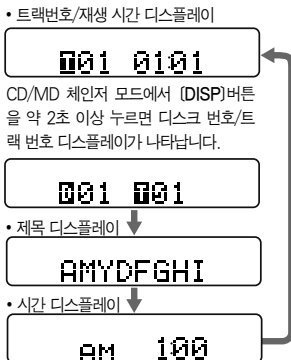 • 트랙번호/재생 시간 디스플레이
T01 0101
CD/MD 체인저 모드에서 [DISP]버튼
을 약 2초 이상 누르면 디스크 번호/트
랙 번호 디스플레이가 나타납니다.
D01 T01
• 제목 디스플레이
AMYDFGHI
• 시간 디스플레이
AM 100